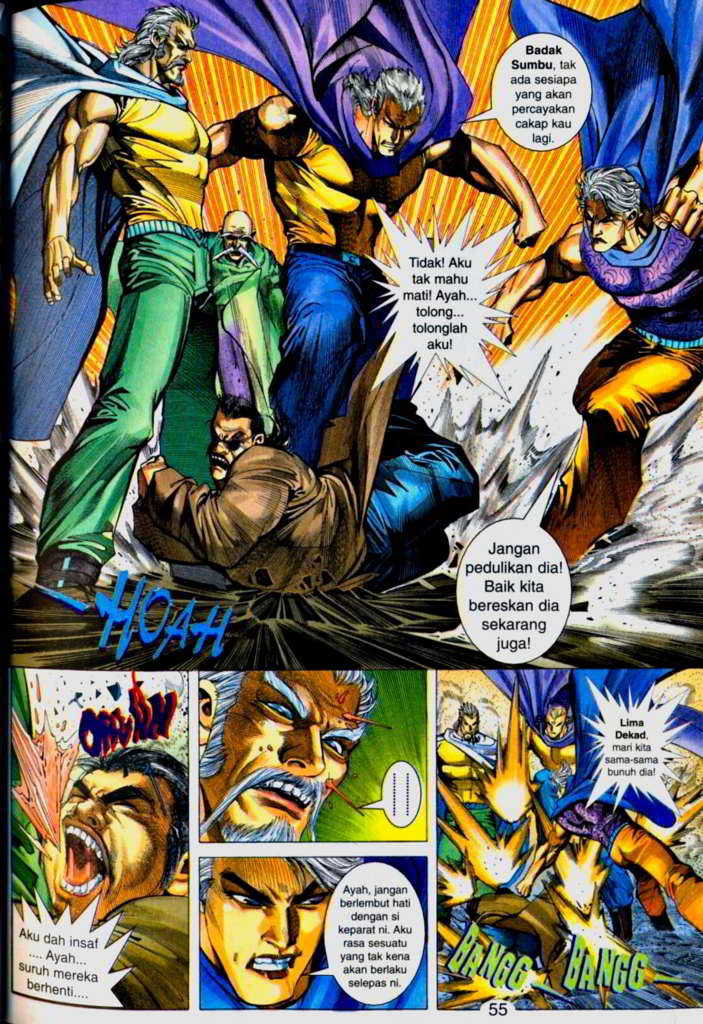 Badak
Sumbu, tak
ada sesiapa
yang akan
percayakan
cakap kau
lagi.
Tidak! Aku
tak mahu
mati! Ayah...
tolong...
tolonglah
aku!
Jangan
pedulikan dia!
Baik kita
bereskan dia
sekarang
juga!
HOAH
Aku dah insaf
.... Ayah...
suruh mereka
berhenti....
Ayah, jangan
berlembut hati
dengan si
keparat ni. Aku
rasa sesuatu
yang tak kena
akan berlaku
selepas ni.
Lima
Dekad,
mari kita
sama-sama
bunuh dia!
BANGG BANGG
55